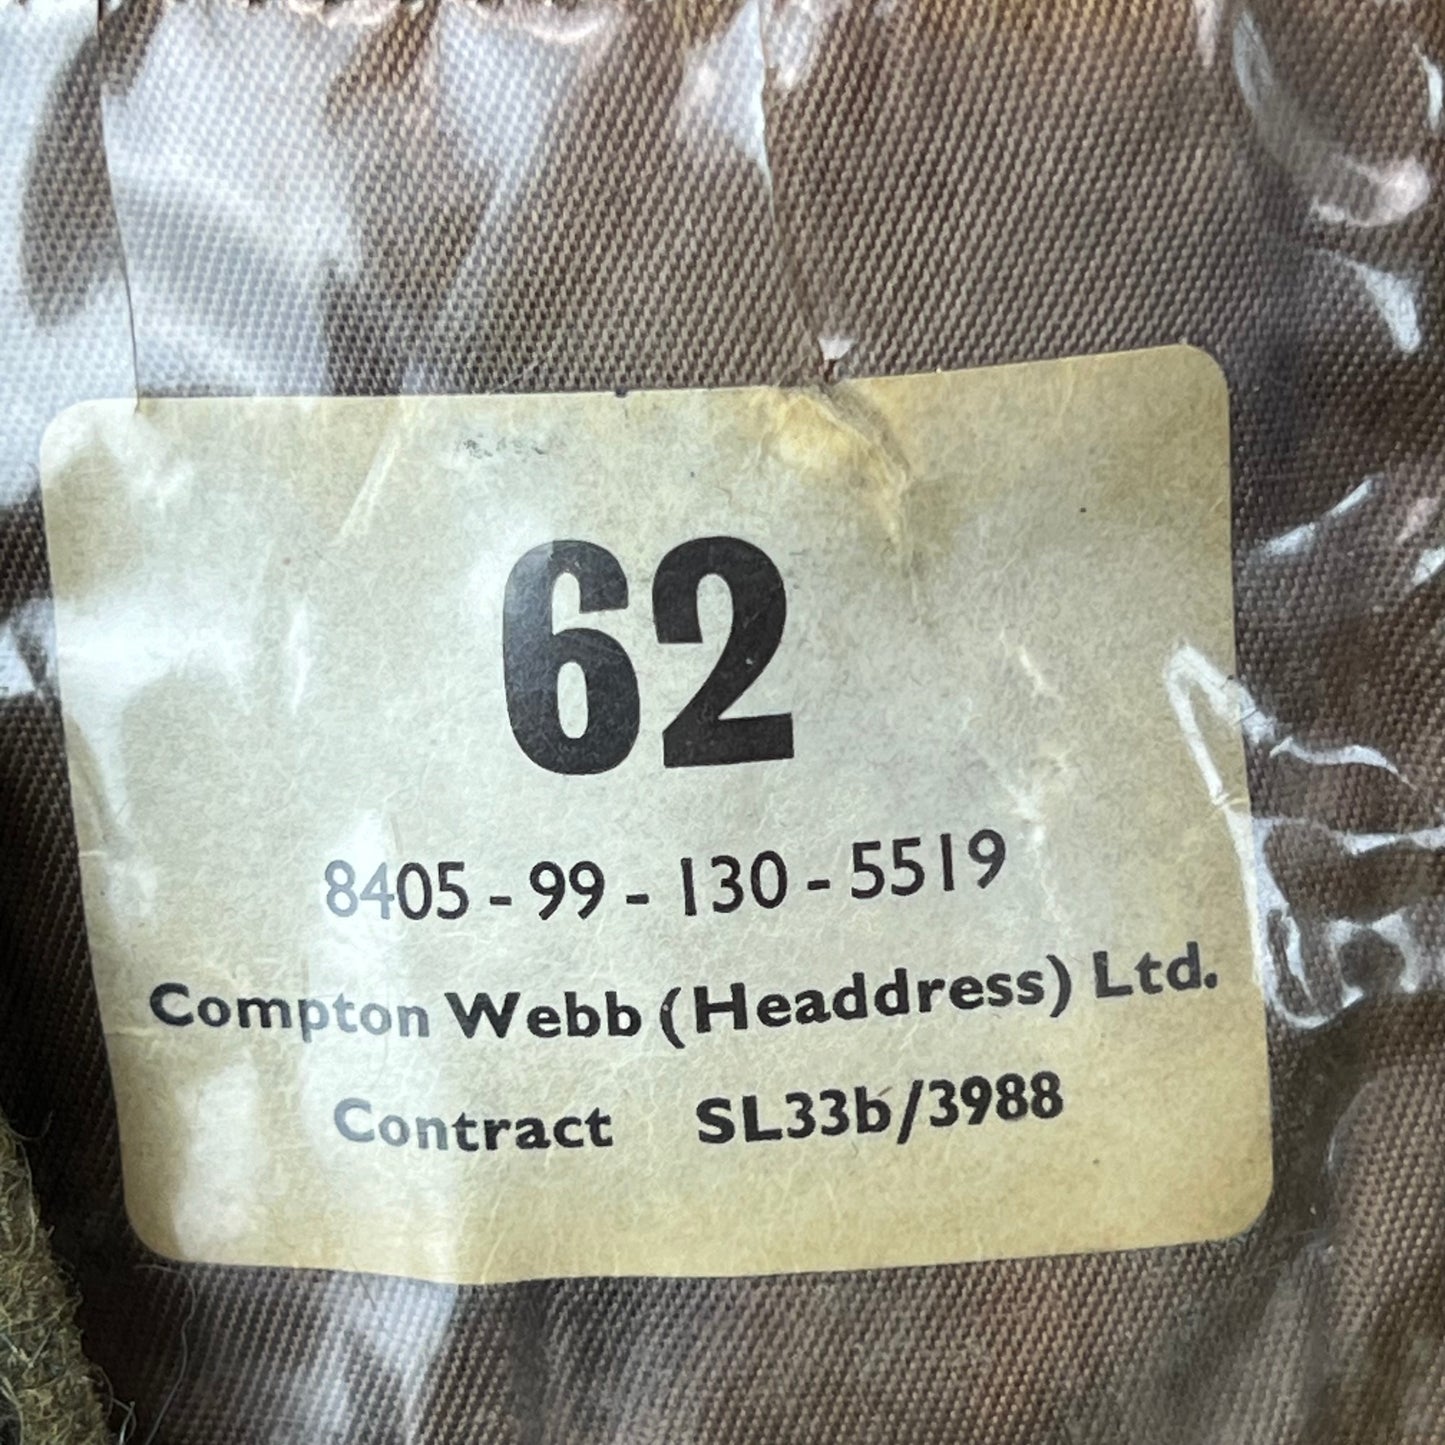 62
8405-99-130-5519
Compton Webb (Headdress) Ltd.
Contract SL33b/3988